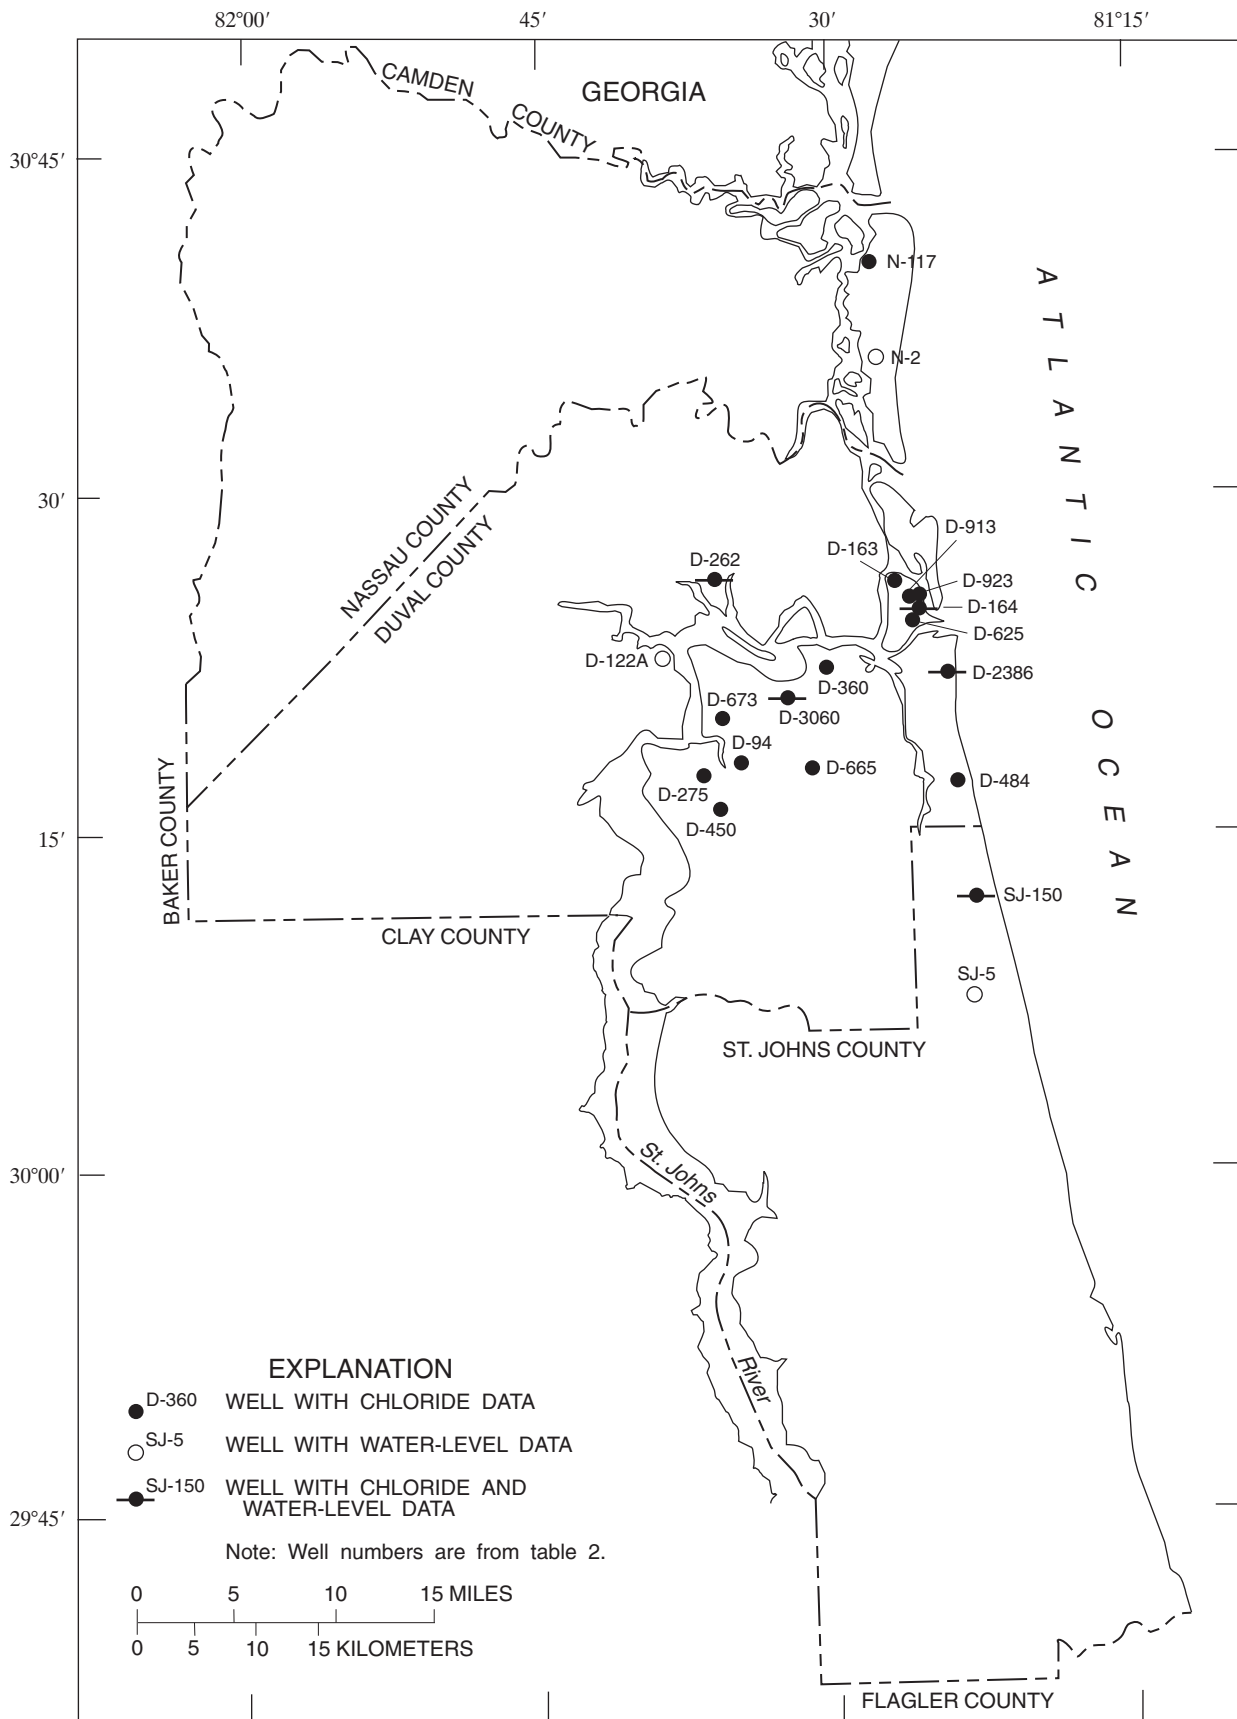 82°00′ 45′ 30′ 81°15′
CAMDEN COUNTY
GEORGIA
30°45′
N-117
N-2
ATLANTIC OCEAN
30′
NASSAU COUNTY
DUVAL COUNTY
D-913
D-163
D-262
D-923
D-164
D-625
D-122A
D-360
D-2386
D-673
D-3060
D-94
D-665
D-275
D-484
D-450
15′
BAKER COUNTY
SJ-150
CLAY COUNTY
SJ-5
ST. JOHNS COUNTY
30°00′
St. Johns
River
EXPLANATION
D-360 WELL WITH CHLORIDE DATA
SJ-5 WELL WITH WATER-LEVEL DATA
SJ-150 WELL WITH CHLORIDE AND
WATER-LEVEL DATA
29°45′
Note: Well numbers are from table 2.
0 5 10 15 MILES
0 5 10 15 KILOMETERS
FLAGLER COUNTY